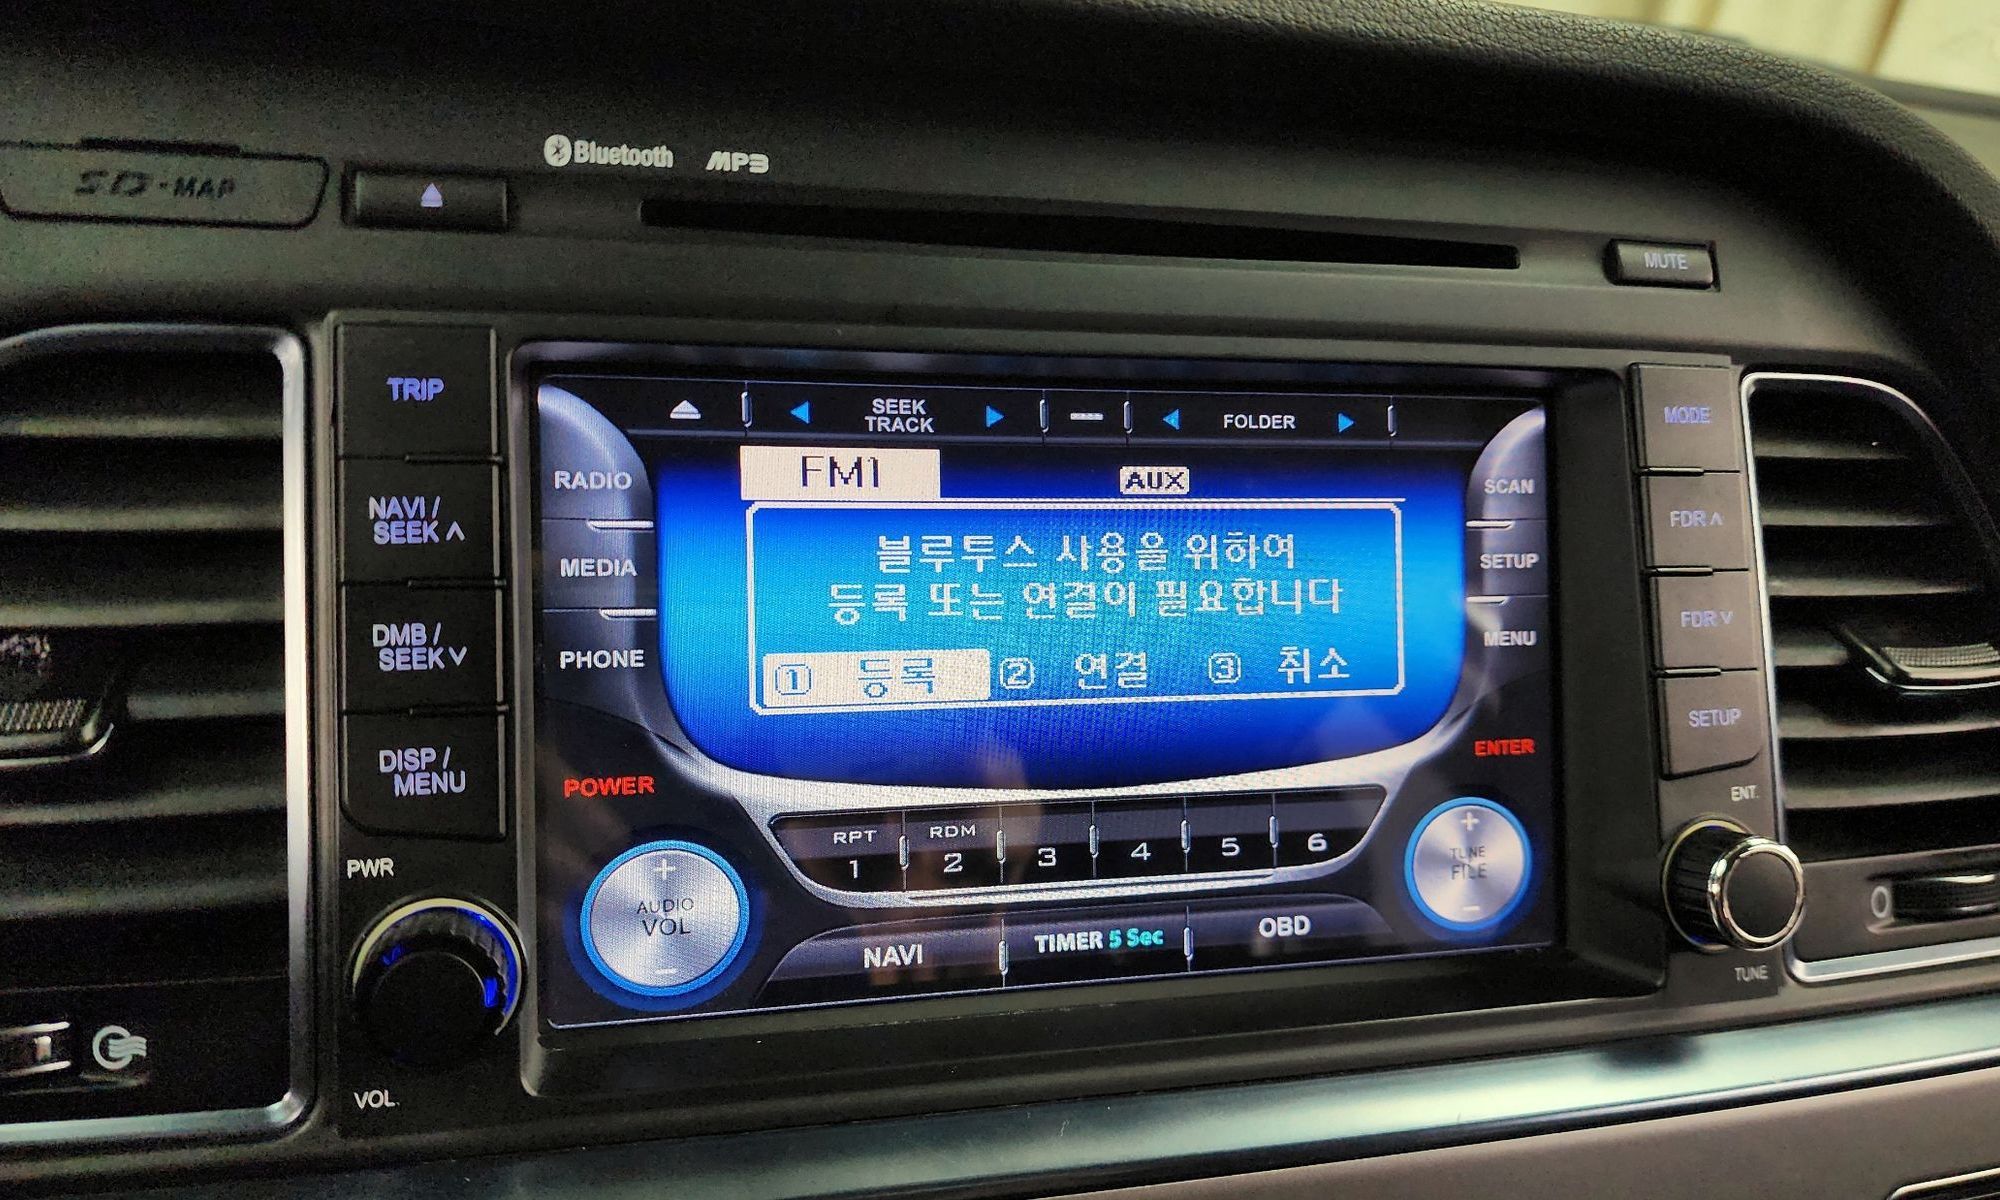 Bluetooth MP3
SD-MAP
MUTE
TRIP
NAVI /
SEEK ∧
DMB /
SEEK ∨
DISP /
MENU
PWR
VOL
SEEK
TRACK
FOLDER
RADIO
MEDIA
PHONE
FM1
AUX
블루투스 사용을 위하여
등록 또는 연결이 필요합니다
1 등록 2 연결 3 취소
SCAN
SETUP
MENU
POWER
ENTER
+
AUDIO
VOL
-
RPT RDM
1 2 3 4 5 6
+
TUNE
FILE
-
NAVI
TIMER 5 Sec
OBD
MODE
FDR ∧
FDR ∨
SETUP
ENT.
TUNE
0